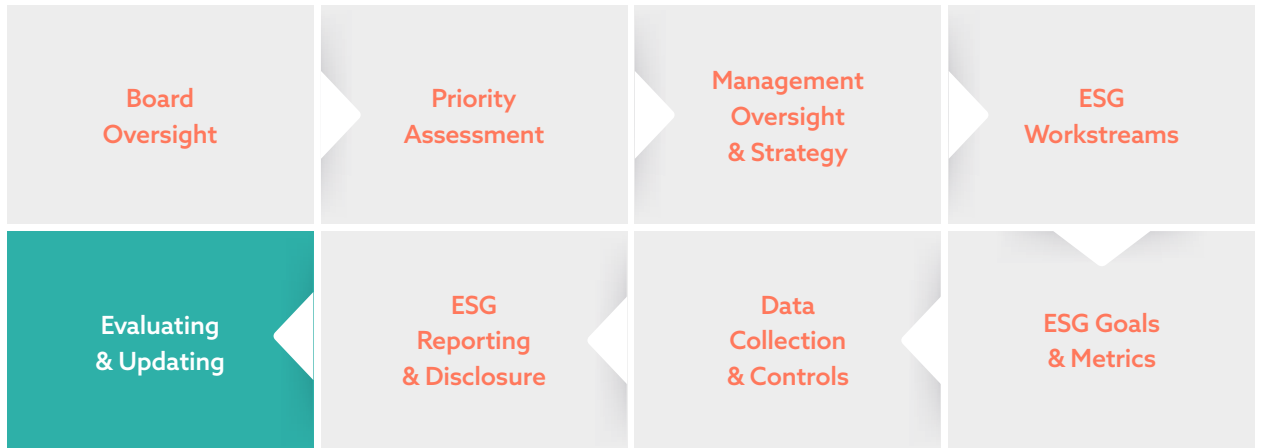 Board
Oversight
Priority
Assessment
Management
Oversight
& Strategy
ESG
Workstreams
Evaluating
& Updating
ESG
Reporting
& Disclosure
Data
Collection
& Controls
ESG Goals
& Metrics